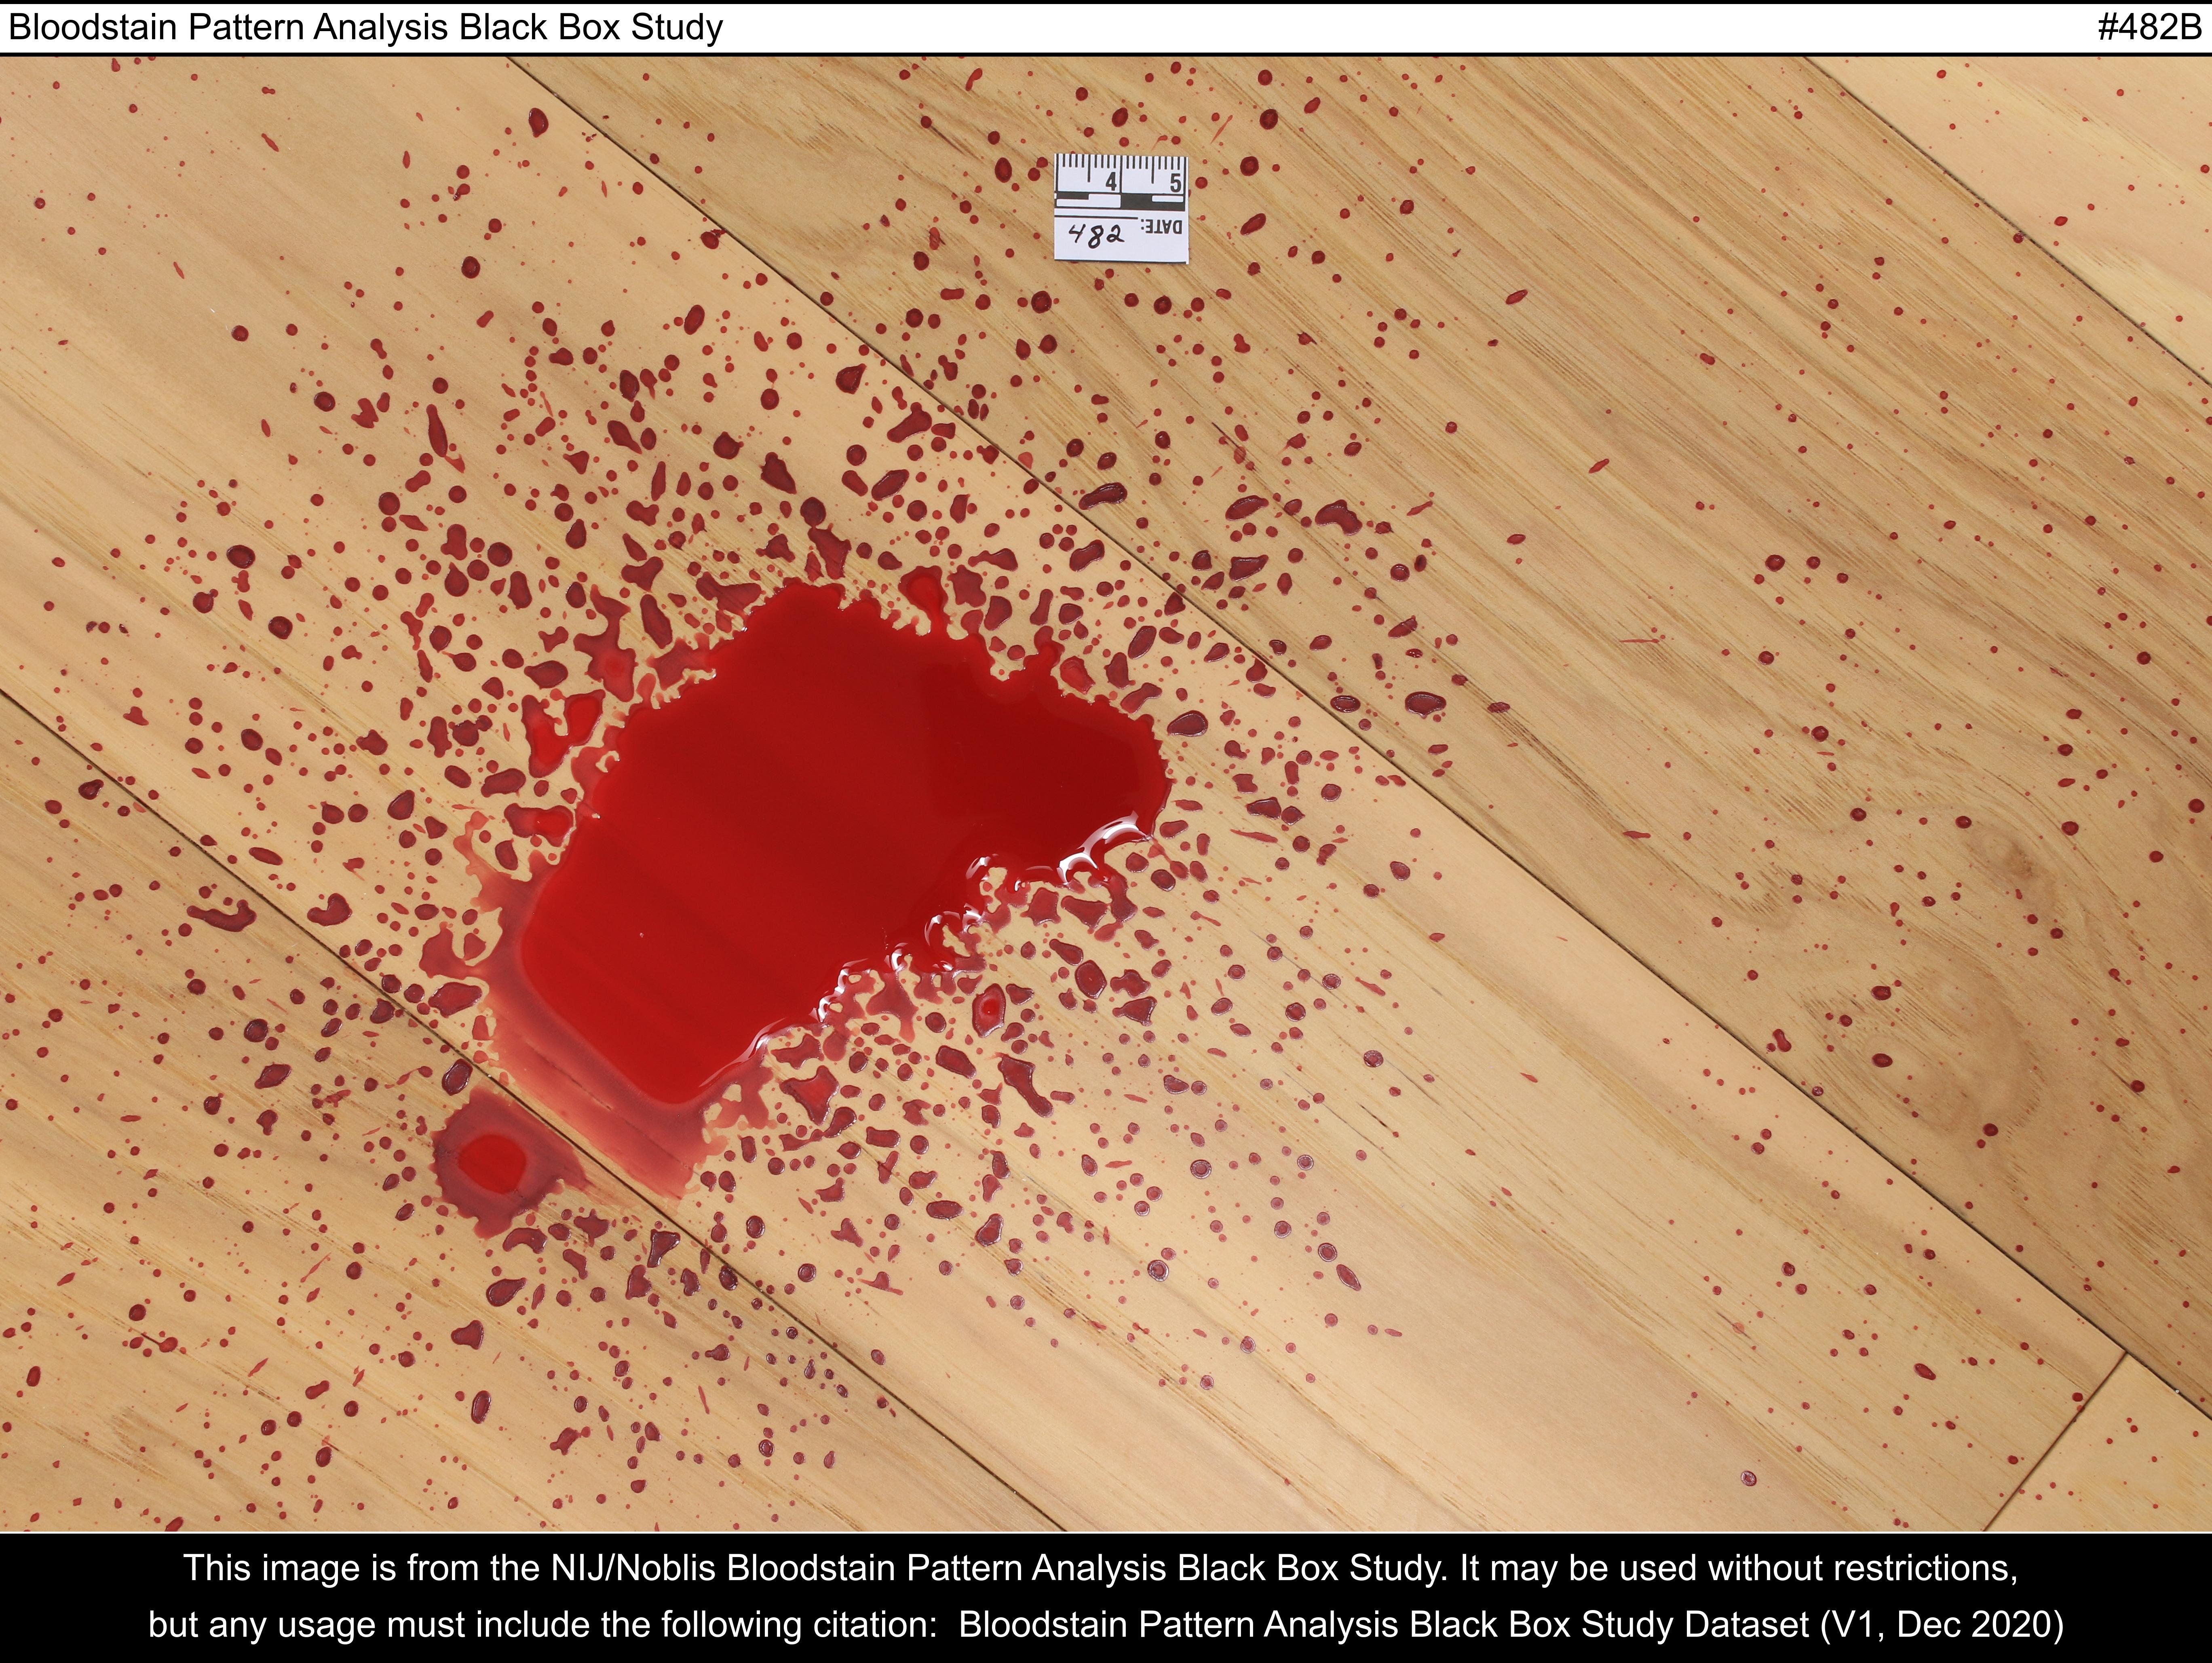 Bloodstain Pattern Analysis Black Box Study #482B
4 5
DATE:
482
This image is from the NIJ/Noblis Bloodstain Pattern Analysis Black Box Study. It may be used without restrictions,
but any usage must include the following citation: Bloodstain Pattern Analysis Black Box Study Dataset (V1, Dec 2020)